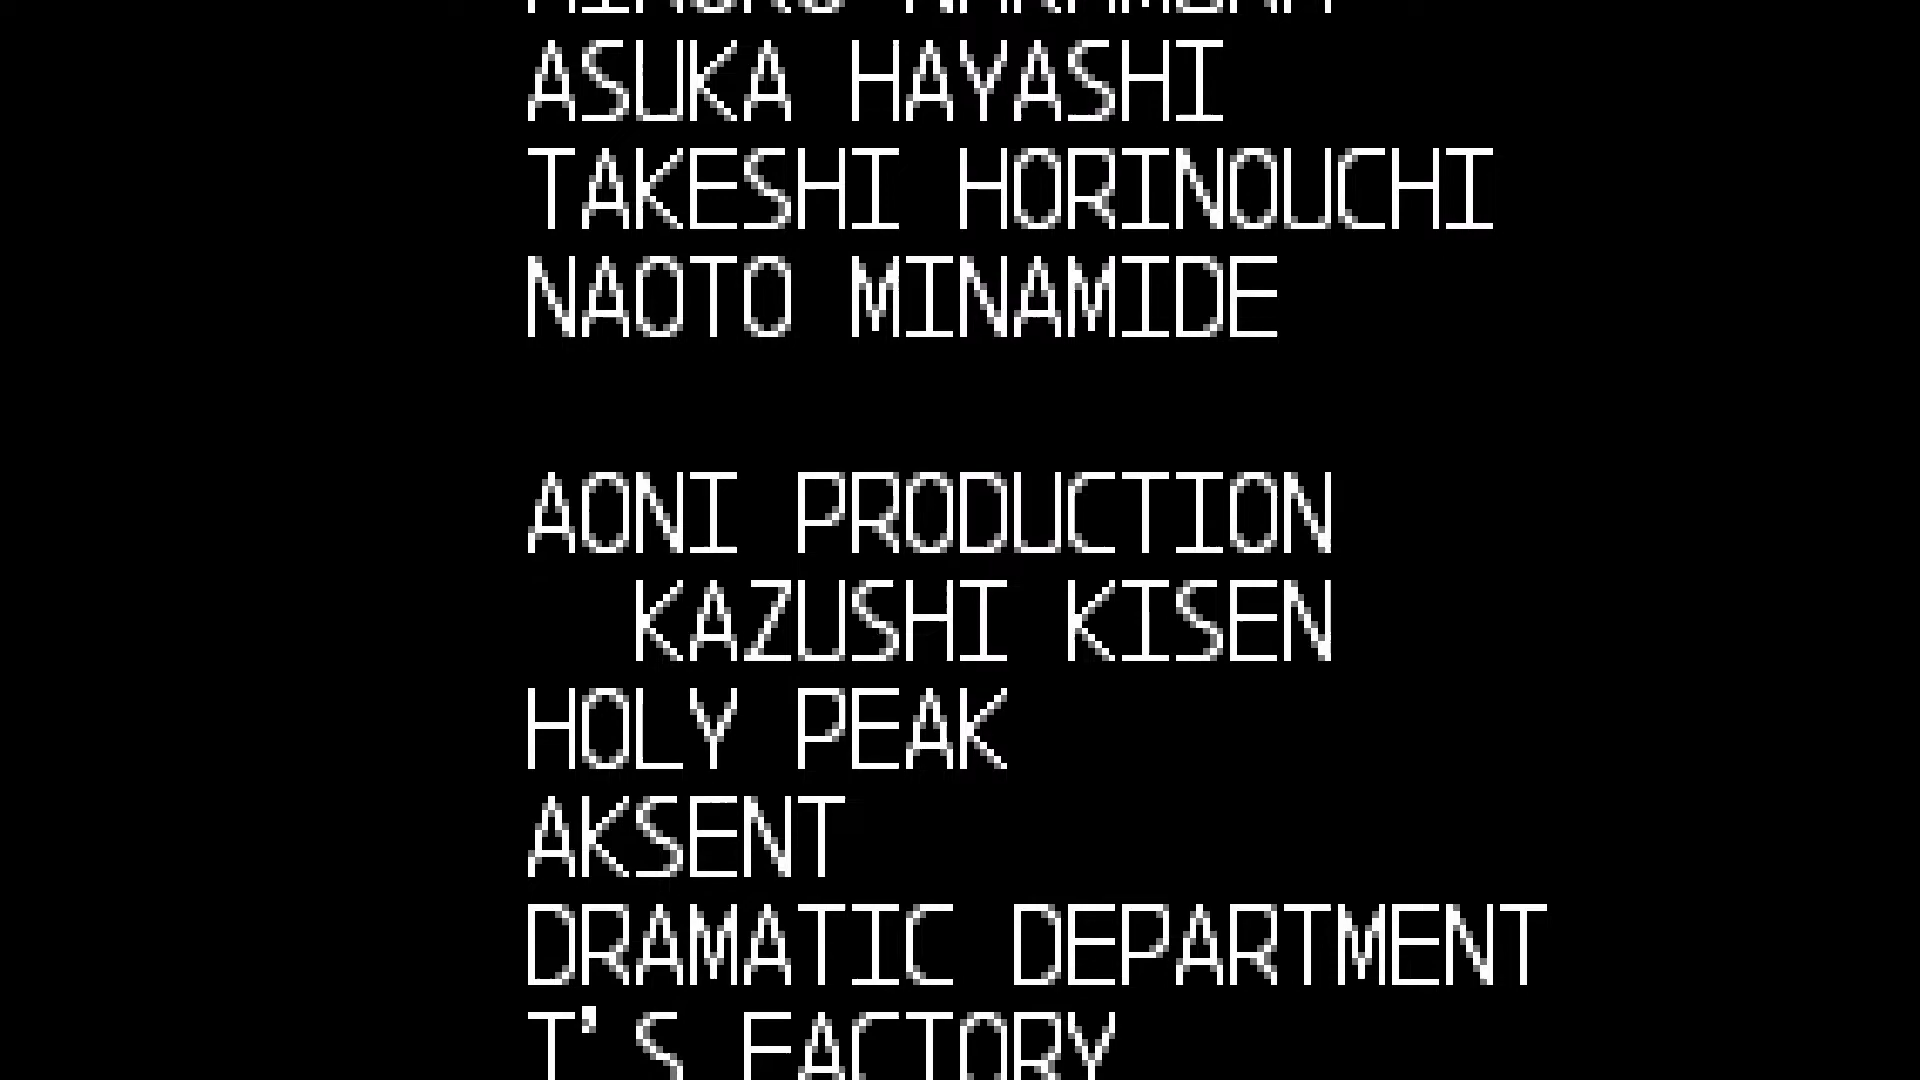 ASUKA HAYASHI
TAKESHI HORINOUCHI
NAOTO MINAMIDE
AONI PRODUCTION
KAZUSHI KISEN
HOLY PEAK
AKSENT
DRAMATIC DEPARTMENT
T'S FACTORY